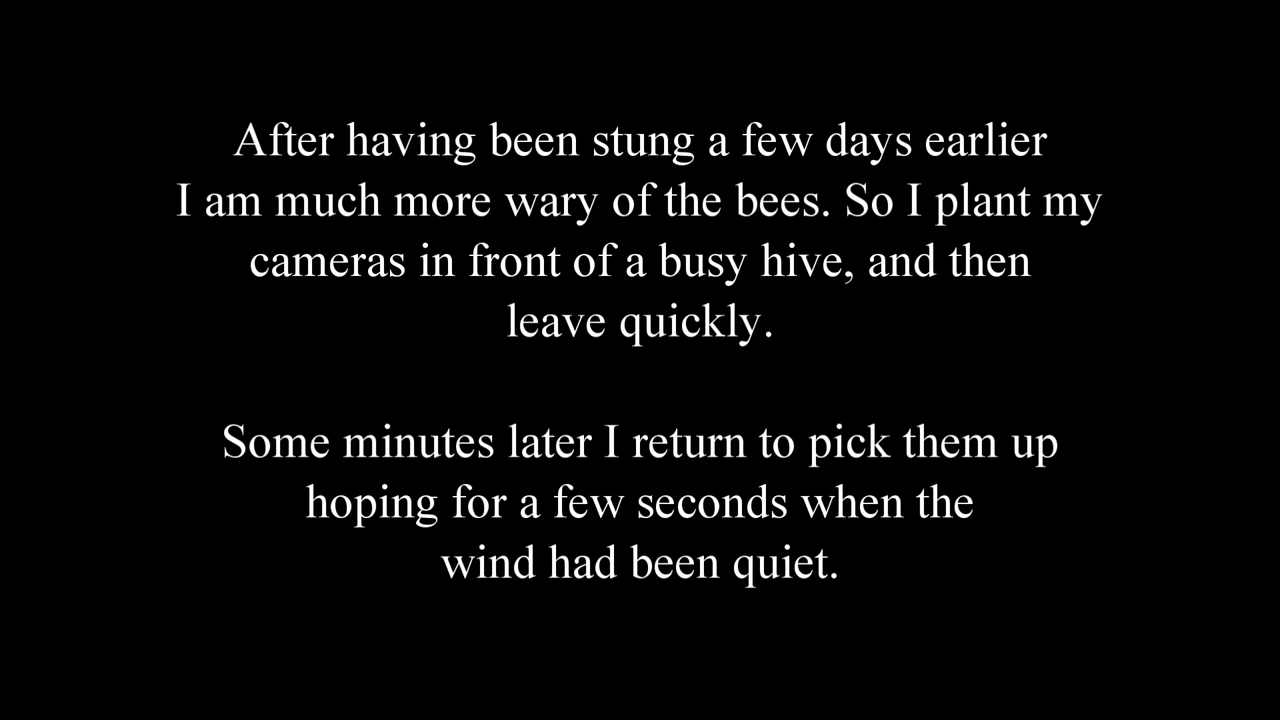 After having been stung a few days earlier
I am much more wary of the bees. So I plant my
cameras in front of a busy hive, and then
leave quickly.
Some minutes later I return to pick them up
hoping for a few seconds when the
wind had been quiet.